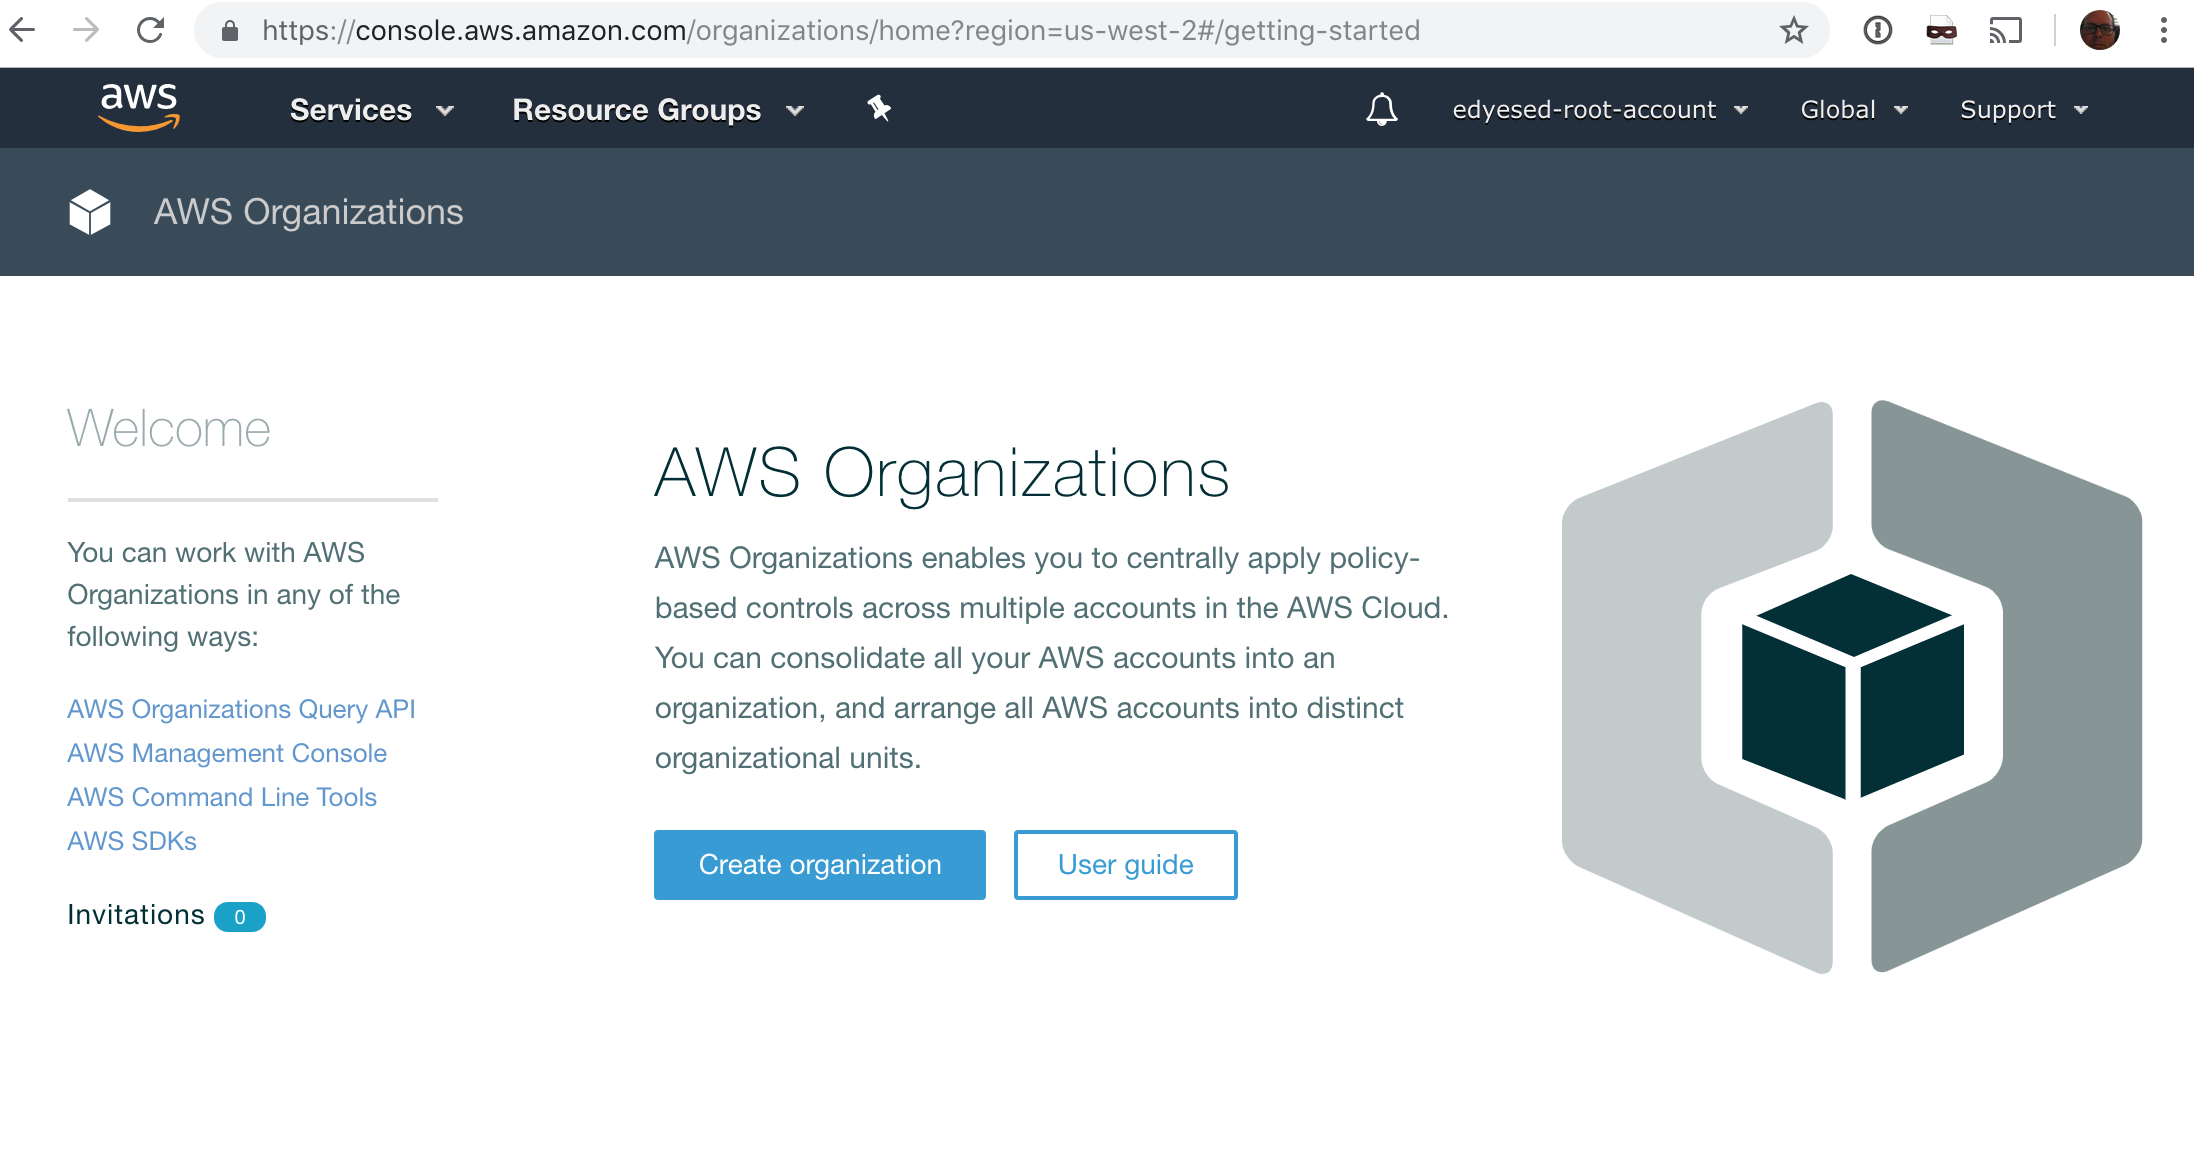 https://console.aws.amazon.com/organizations/home?region=us-west-2#/getting-started
aws Services Resource Groups edyesed-root-account Global Support
AWS Organizations
Welcome
You can work with AWS
Organizations in any of the
following ways:
AWS Organizations Query API
AWS Management Console
AWS Command Line Tools
AWS SDKs
Invitations 0
AWS Organizations
AWS Organizations enables you to centrally apply policy-
based controls across multiple accounts in the AWS Cloud.
You can consolidate all your AWS accounts into an
organization, and arrange all AWS accounts into distinct
organizational units.
Create organization User guide